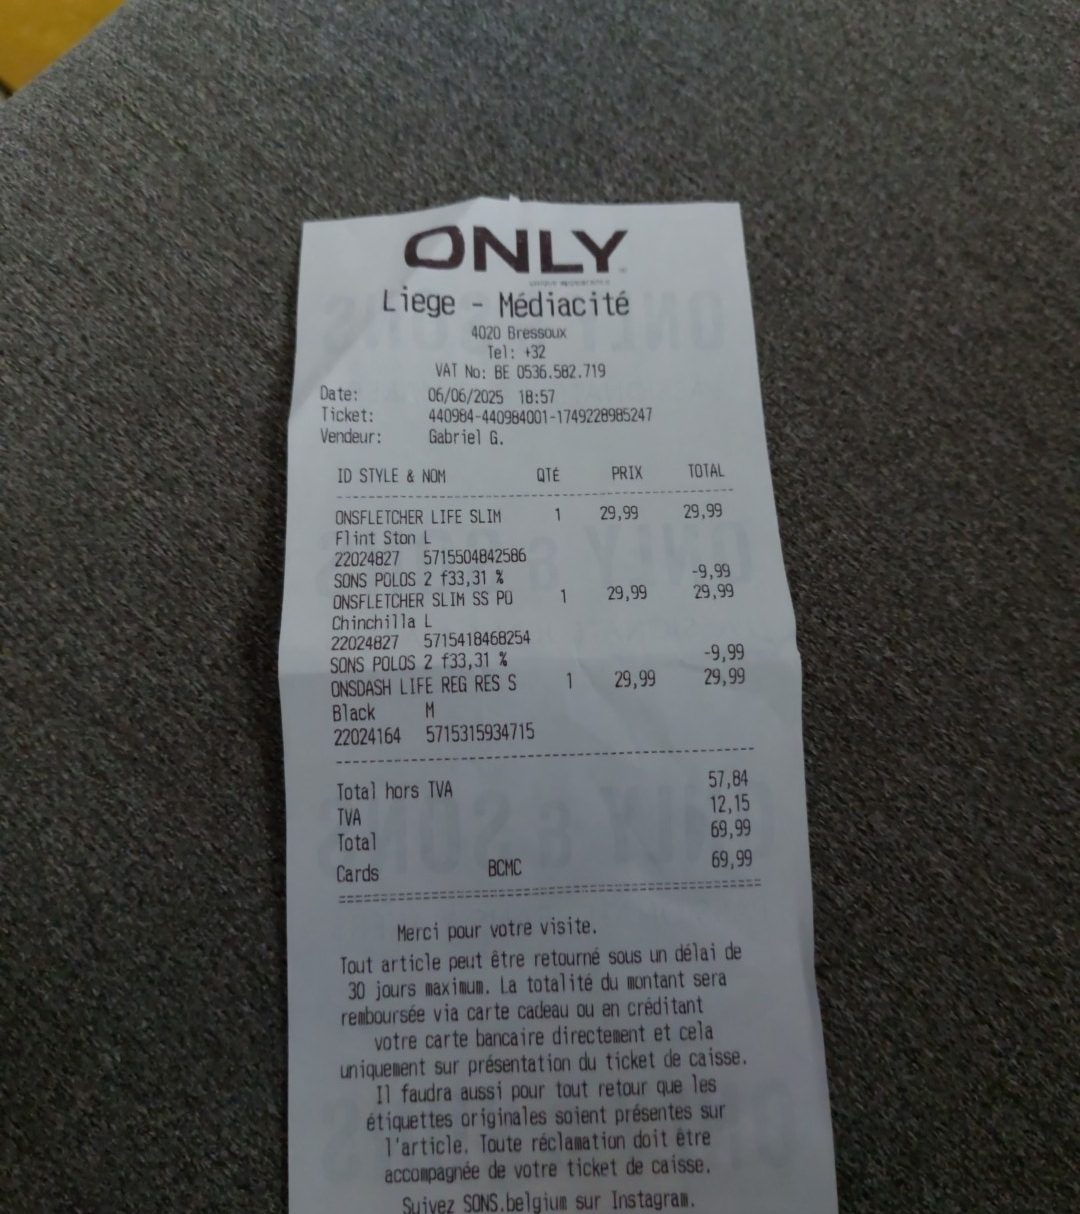 ONLY
Liege - Médiacité
4020 Bressoux
Tel: +32
VAT No: BE 0536.582.719
Date: 06/06/2025 18:57
Ticket: 440984-440984001-1749228985247
Vendeur: Gabriel G.
ID STYLE & NOM QTÉ PRIX TOTAL
ONSFLETCHER LIFE SLIM 1 29,99 29,99
Flint Ston L
22024827 5715504842586
SONS POLOS 2 f33,31 % -9,99
ONSFLETCHER SLIM SS PO 1 29,99 29,99
Chinchilla L
22024827 5715418468254
SONS POLOS 2 f33,31 % -9,99
ONSDASH LIFE REG RES S 1 29,99 29,99
Black M
22024164 5715315934715
Total hors TVA 57,84
TVA 12,15
Total 69,99
Cards BCMC 69,99
Merci pour votre visite.
Tout article peut être retourné sous un délai de
30 jours maximum. La totalité du montant sera
remboursée via carte cadeau ou en créditant
votre carte bancaire directement et cela
uniquement sur présentation du ticket de caisse.
Il faudra aussi pour tout retour que les
étiquettes originales soient présentes sur
l'article. Toute réclamation doit être
accompagnée de votre ticket de caisse.
Suivez SONS.belgium sur Instagram.